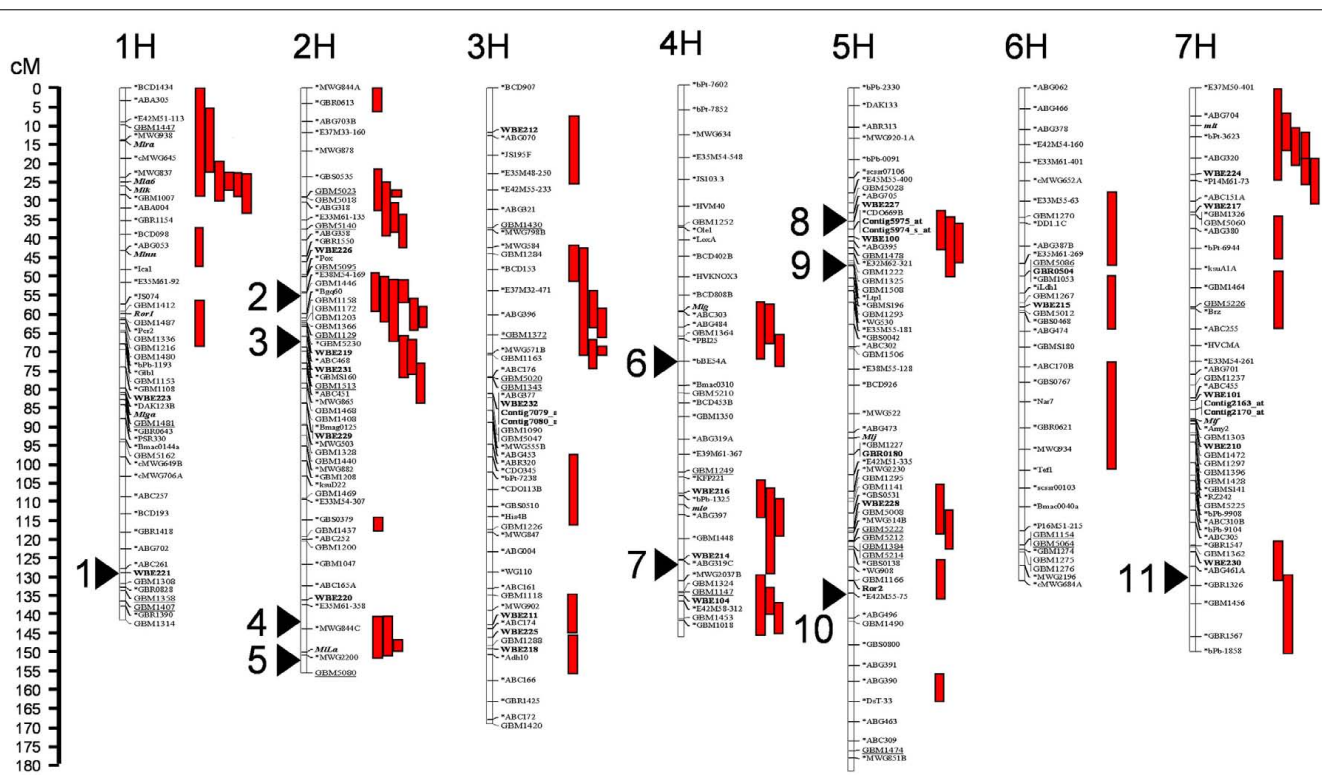 1H
2H
3H
4H
5H
6H
7H
cM
0
5
10
15
20
25
30
35
40
45
50
55
60
65
70
75
80
85
90
95
100
105
110
115
120
125
130
135
140
145
150
155
160
165
170
175
180
*BCD1434
*ABA305
*E42M51-113
GBM1447
*MWG938
Mlra
*cMWG645
*MWG837
Mla6
Mlk
*GBM1007
*ABA004
GBR1154
*BCD098
*ABG053
Mlnn
*Ica1
*E35M51-92
*JS074
GBM1412
Ror1
GBM1487
*Per2
GBM1336
GBM1216
GBM1480
*bPb-1193
*Glb1
GBM1153
*GBM1108
WBE223
*DAK123B
Mlga
GBM1481
*GBR0643
*PSR330
*Bmac0144a
GBM5162
*cMWG649B
*cMWG706A
*ABC257
*BCD193
*GBR1418
*ABG702
*ABC261
WBE221
GBM1308
GBR0828
GBM1358
GBM1407
*GBR1390
GBM1314
1
*MWG844A
*GBR0613
*ABG703B
*E37M33-160
*MWG878
*GBS0535
GBM5023
GBM5018
*ABG318
*E33M61-135
GBM5140
*ABG358
GBR1550
WBE226
*Pox
GBM5095
*E38M54-169
GBM1446
*Bgq60
GBM1158
GBM1172
GBM1203
GBM1366
GBM1129
GBM5230
WBE219
*ABC468
WBE231
*GBMS160
GBM1513
*ABC451
*MWG865
GBM1468
GBM1408
*Bmag0125
WBE229
*MWG503
GBM1328
GBM1440
*MWG882
GBM1208
*ksuD22
GBM1469
*E33M54-307
*GBS0379
GBM1437
*ABC252
GBM1200
*GBM1047
*ABC165A
WBE220
*E35M61-358
*MWG844C
MlLa
*MWG2200
GBM5080
2
3
4
5
*BCD907
WBE212
*ABG070
*JS195F
*E35M48-250
*E42M55-233
*ABG321
GBM1430
*MWG798B
*MWG584
GBM1284
*BCD153
*E37M32-471
*ABG396
*GBM1372
*MWG571B
GBM1163
*ABC176
GBM5020
GBM1343
*ABG377
WBE232
Contig7079_s
Contig7080_s
GBM1090
GBM5047
*MWG555B
*ABG453
*ABR320
*CDO345
*bPt-7238
*CDO113B
*GBS0510
*His4B
GBM1226
*MWG847
*ABG004
*WG110
*ABC161
GBM1118
*MWG902
WBE211
*ABC174
WBE225
GBM1288
WBE218
*Adh10
*ABC166
*GBR1425
*ABC172
GBM1420
*bPt-7602
*bPt-7852
*MWG634
*E35M54-548
*JS103.3
*HVM40
GBM1252
*Ole1
*LoxA
*BCD402B
*HVKNOX3
*BCD808B
Mlg
*ABC303
*ABG484
GBM1364
*PBI25
*bBE54A
*Bmac0310
GBM5210
*BCD453B
*GBM1350
*ABG319A
*E39M61-367
GBM1249
*KFP221
WBE216
*bPb-1325
mlo
*ABG397
*GBM1448
WBE214
*ABG319C
*MWG2037B
GBM1324
GBM1147
WBE104
*E42M58-312
GBM1453
*GBM1018
6
7
*bPb-2330
*DAK133
*ABR313
*MWG920-1A
*bPb-0091
*scssr07106
*E45M55-400
GBM5028
*ABG705
WBE227
*CDO669B
Contig5975_at
Contig5974_s_at
WBE100
*ABG395
GBM1478
*E32M62-321
GBM1222
GBM1325
GBM1508
*Ltp1
*GBMS196
GBM1293
*WG530
*E35M55-181
*GBS0042
*ABC302
GBM1506
*E38M55-128
*BCD926
*MWG522
*ABG473
Mlj
*GBM1227
GBR0180
*E42M51-335
*MWG2230
GBM1295
GBM1141
*GBS0531
WBE228
GBM5008
*MWG514B
GBM5222
GBM5212
GBM1384
GBM5214
*GBS0138
*WG908
GBM1166
Ror2
*E42M55-75
*ABG496
GBM1490
*GBS0800
*ABG391
*ABG390
*DsT-33
*ABG463
*ABC309
GBM1474
*MWG851B
8
9
10
*ABG062
*ABG466
*ABG378
*E42M54-160
*E33M61-401
*cMWG652A
*E33M55-63
GBM1270
*DD1.1C
*ABG387B
*E35M61-269
GBM5086
GBR0504
*GBM1053
*iLdh1
GBM1267
WBE215
GBM5012
*GBS0468
*ABG474
*GBMS180
*ABC170B
*GBS0767
*Nar7
*GBR0621
*MWG934
*Tef1
*scssr00103
*Bmac0040a
*P16M51-215
GBM1154
GBM5064
*GBM1274
GBM1275
GBM1276
*MWG2196
*cMWG684A
*E37M50-401
*ABG704
mlt
*bPt-3623
*ABG320
WBE224
*P14M61-73
*ABC151A
WBE217
GBM1326
GBM5060
*ABG380
*bPt-6944
*ksuA1A
GBM1464
GBM5226
*Brz
*ABC255
*HVCMA
*E33M54-261
*ABG701
GBM1237
*ABC455
WBE101
Contig2163_at
Contig2170_at
Mlf
*Amy2
GBM1303
WBE210
GBM1472
GBM1297
GBM1396
GBM1428
*GBMS141
*RZ242
GBM5225
*bPb-9908
*ABC310B
*bPb-9104
*ABC305
*GBR1547
GBM1362
WBE230
*ABG461A
*GBR1326
*GBM1456
*GBR1567
*bPb-1858
11